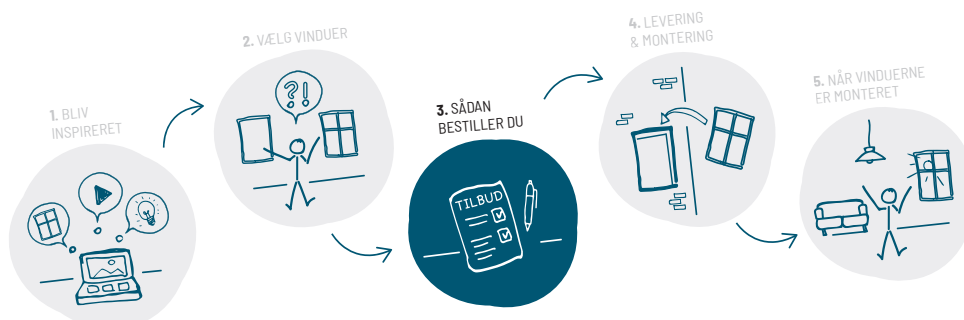 1. BLIV
INSPIRERET
2. VÆLG VINDUER
?!
3. SÅDAN
BESTILLER DU
TILBUD
4. LEVERING
& MONTERING
5. NÅR VINDUERNE
ER MONTERET